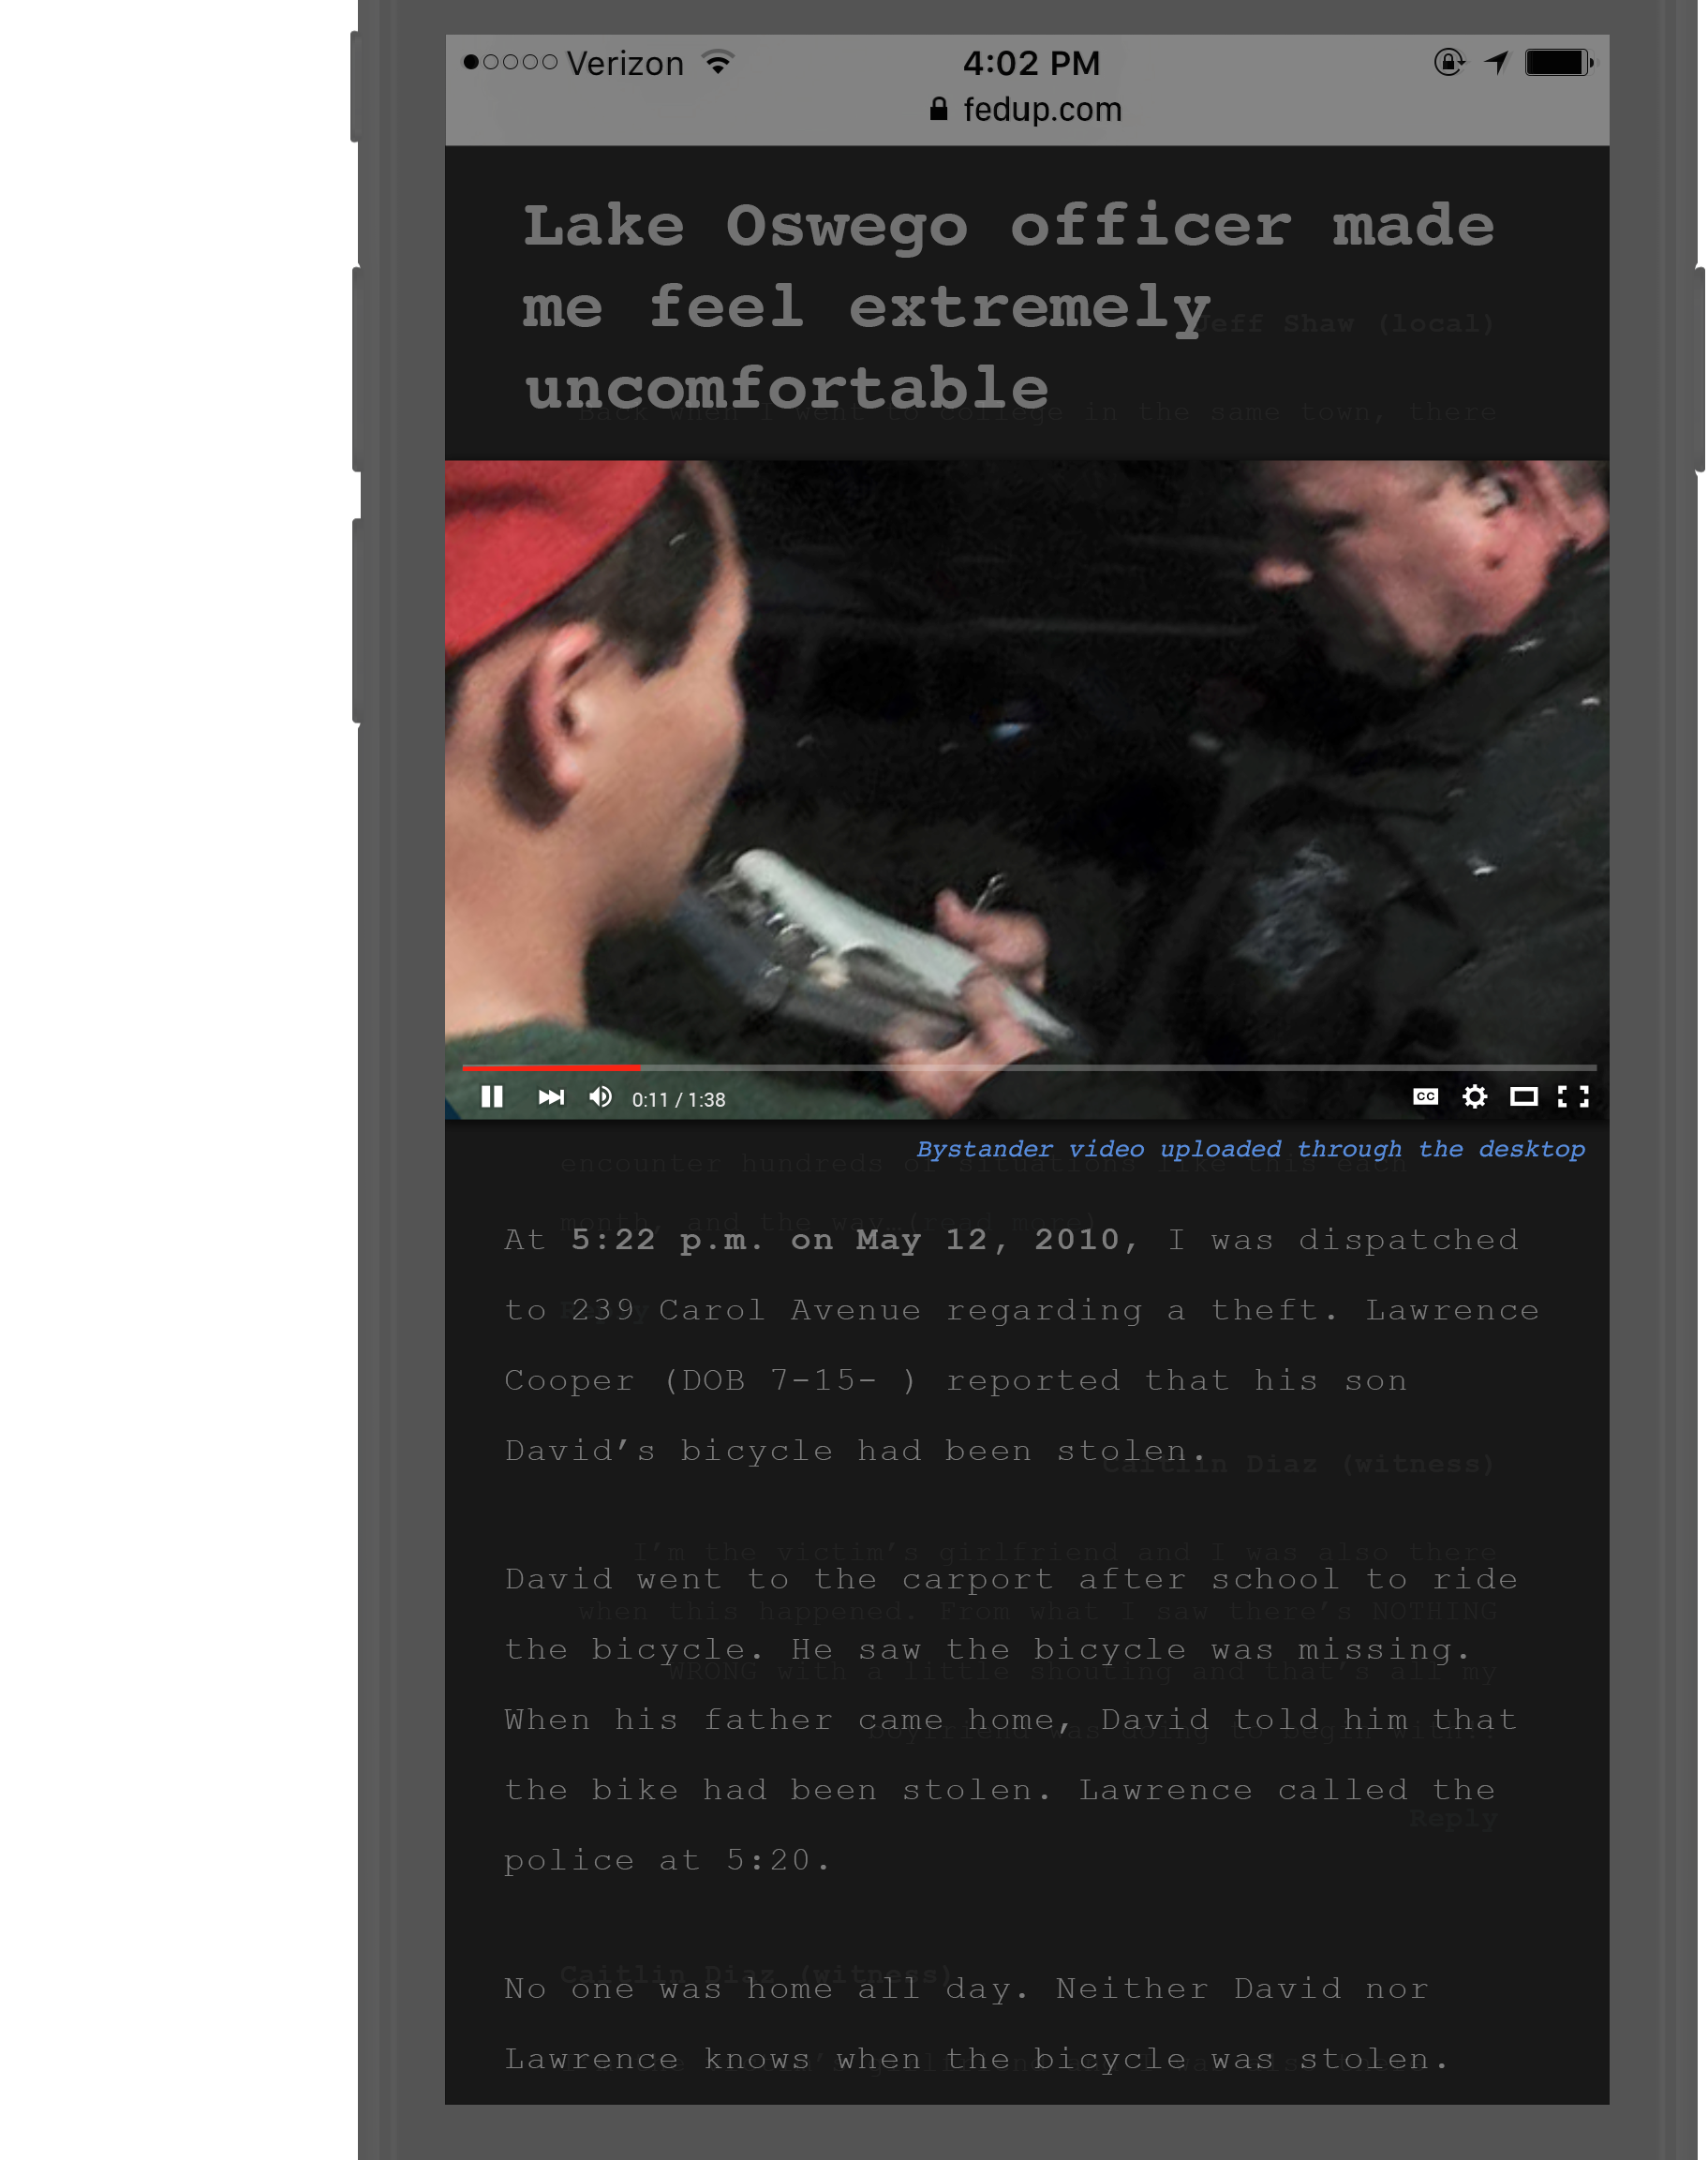 Verizon 4:02 PM
fedup.com
Lake Oswego officer made
me feel extremely
Jeff Shaw (local)
uncomfortable
Back when I went to college in the same town, there
0:11 / 1:38
CC
Bystander video uploaded through the desktop
encounter hundreds of situations like this each
month, and the way…(read more)
At 5:22 p.m. on May 12, 2010, I was dispatched
Reply
to 239 Carol Avenue regarding a theft. Lawrence
Cooper (DOB 7-15- ) reported that his son
David’s bicycle had been stolen.
Caitlin Diaz (witness)
I’m the victim’s girlfriend and I was also there
David went to the carport after school to ride
when this happened. From what I saw there’s NOTHING
the bicycle. He saw the bicycle was missing.
WRONG with a little shouting and that’s all my
When his father came home, David told him that
boyfriend was doing to begin with!!
the bike had been stolen. Lawrence called the
Reply
police at 5:20.
Caitlin Diaz (witness)
No one was home all day. Neither David nor
Lawrence knows when the bicycle was stolen.